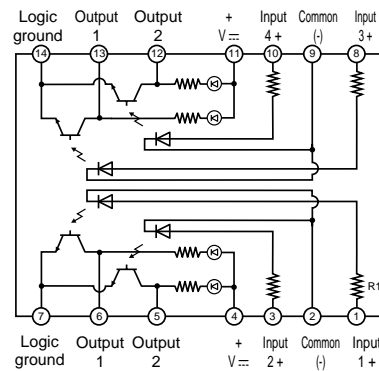 Logic Output Output + Input Common Input
ground 1 2 V 4 + (-) 3 +
14 13 12 11 10 9 8
R1
7 6 5 4 3 2 1
Logic Output Output + Input Common Input
ground 1 2 V 2 + (-) 1 +